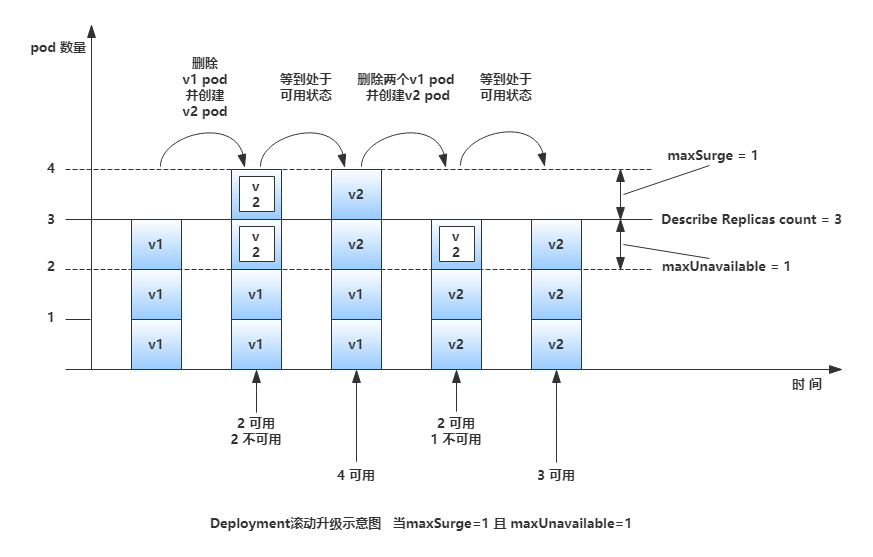 pod 数量
删除
v1 pod
并创建
v2 pod
等到处于
可用状态
删除两个v1 pod
并创建v2 pod
等到处于
可用状态
4
3
2
1
maxSurge = 1
Describe Replicas count = 3
maxUnavailable = 1
v
2
v2
v1
v
2
v2
v
2
v2
v1
v1
v1
v2
v2
v1
v1
v1
v2
v2
时 间
2 可用
2 不可用
4 可用
2 可用
1 不可用
3 可用
Deployment滚动升级示意图 当maxSurge=1 且 maxUnavailable=1